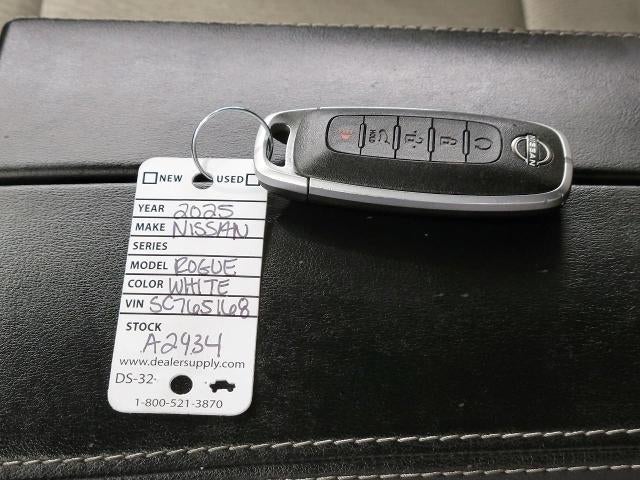 NEW USED
YEAR 2025
MAKE NISSAN
SERIES
MODEL ROGUE
COLOR WHITE
VIN SC765168
STOCK
A2934
www.dealersupply.com
DS-32
1-800-521-3870
HOLD
NISSAN